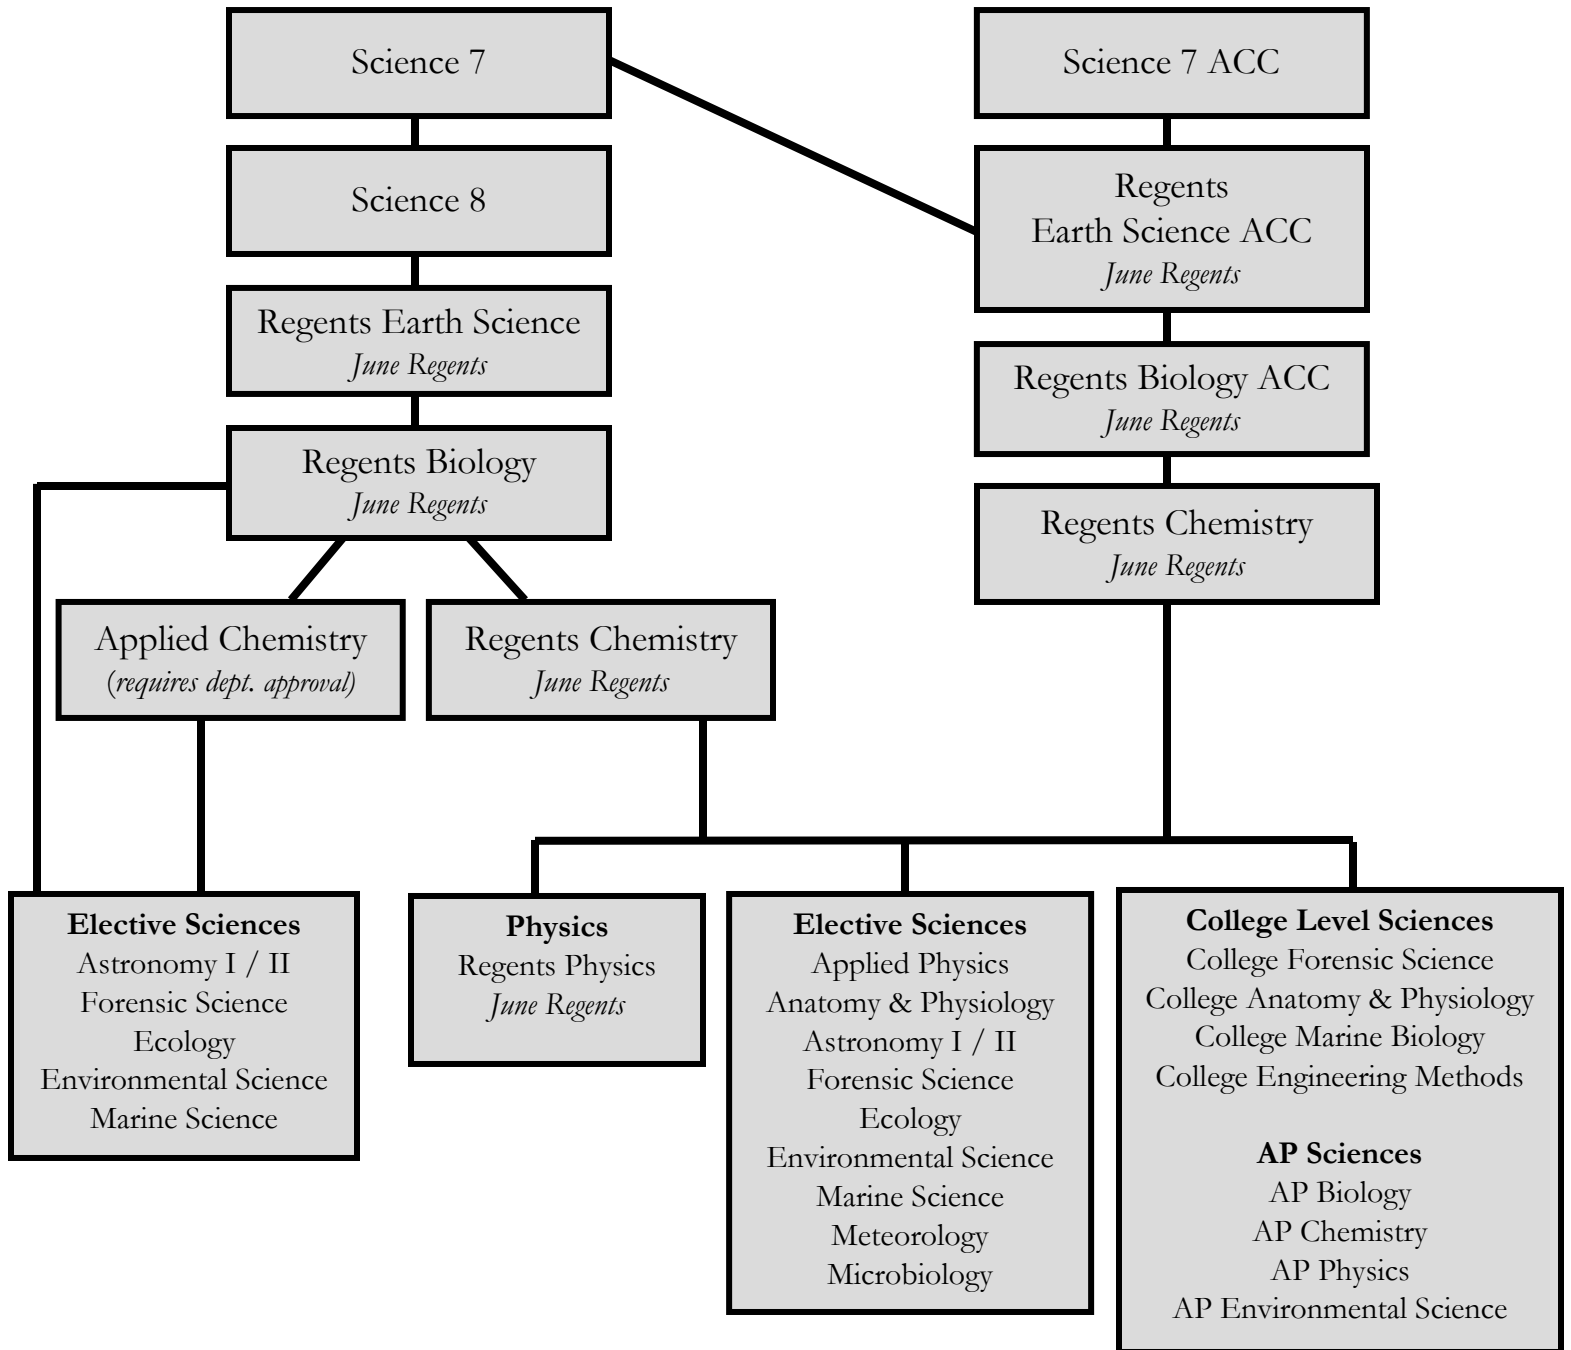 Science 7
Science 7 ACC
Science 8
Regents
Earth Science ACC
June Regents
Regents Earth Science
June Regents
Regents Biology ACC
June Regents
Regents Biology
June Regents
Regents Chemistry
June Regents
Applied Chemistry
(requires dept. approval)
Regents Chemistry
June Regents
Elective Sciences
Astronomy I / II
Forensic Science
Ecology
Environmental Science
Marine Science
Physics
Regents Physics
June Regents
Elective Sciences
Applied Physics
Anatomy & Physiology
Astronomy I / II
Forensic Science
Ecology
Environmental Science
Marine Science
Meteorology
Microbiology
College Level Sciences
College Forensic Science
College Anatomy & Physiology
College Marine Biology
College Engineering Methods
AP Sciences
AP Biology
AP Chemistry
AP Physics
AP Environmental Science